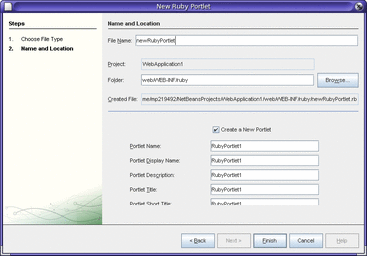 New Ruby Portlet
Steps
1. Choose File Type
2. Name and Location
Name and Location
File Name: newRubyPortlet
Project: WebApplication1
Folder: web/WEB-INF/ruby Browse...
Created File: me/mp219492/NetBeansProjects/WebApplication1/web/WEB-INF/ruby/newRubyPortlet.rb
Create a New Portlet
Portlet Name: RubyPortlet1
Portlet Display Name: RubyPortlet1
Portlet Description: RubyPortlet1
Portlet Title: RubyPortlet1
Portlet Short Title: RubyPortlet1
< Back Next > Finish Cancel Help